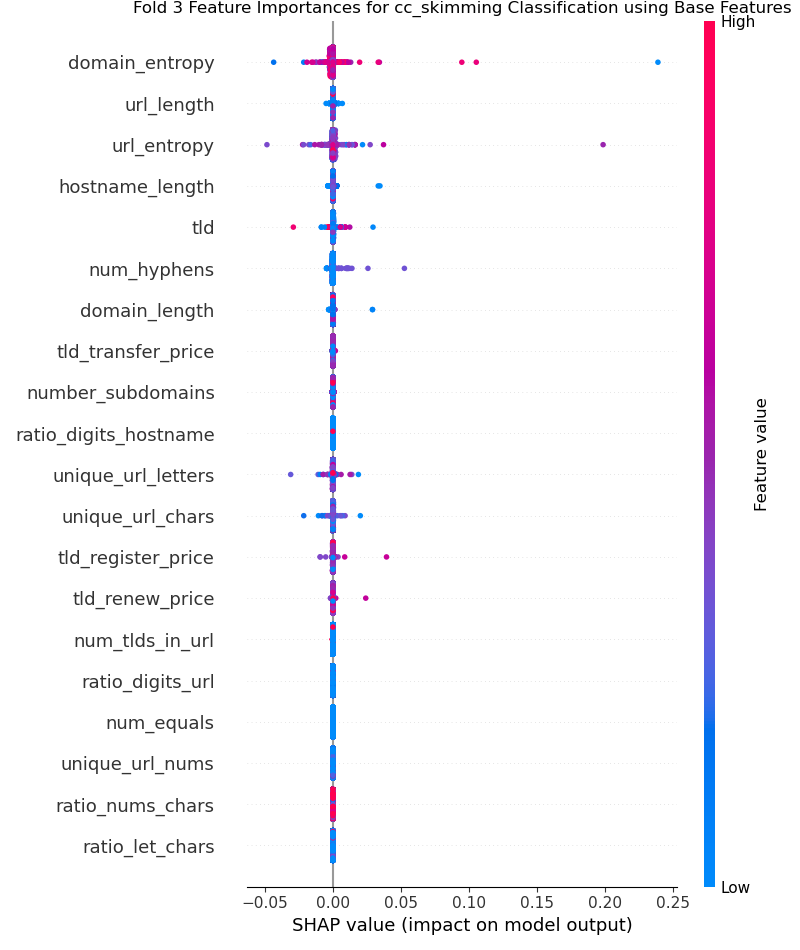 Fold 3 Feature Importances for cc_skimming Classification using Base Features
High
domain_entropy
url_length
url_entropy
hostname_length
tld
num_hyphens
domain_length
tld_transfer_price
number_subdomains
ratio_digits_hostname
unique_url_letters
unique_url_chars
tld_register_price
tld_renew_price
num_tlds_in_url
ratio_digits_url
num_equals
unique_url_nums
ratio_nums_chars
ratio_let_chars
Feature value
Low
−0.05 0.00 0.05 0.10 0.15 0.20 0.25
SHAP value (impact on model output)